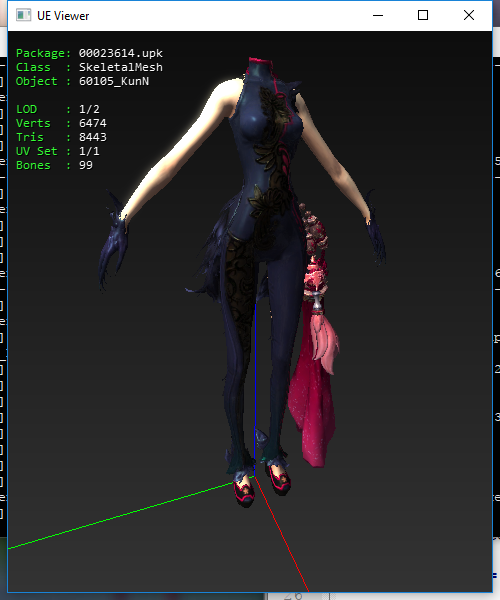 UE Viewer
Package: 00023614.upk
Class : SkeletalMesh
Object : 60105_KunN
LOD : 1/2
Verts : 6474
Tris : 8443
UV Set : 1/1
Bones : 99